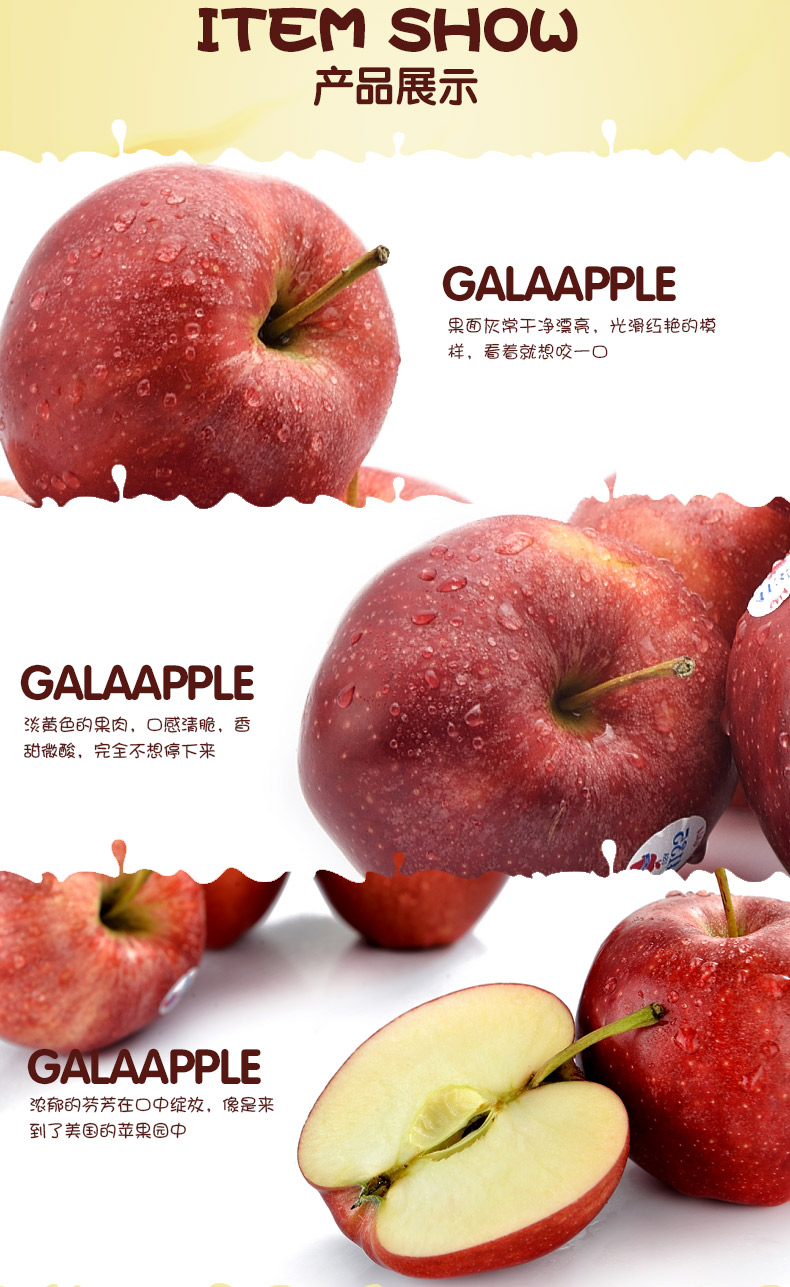 ITEM SHOW
产品展示
GALAAPPLE
果面灰常干净漂亮，光滑红艳的模
样，看着就想咬一口
GALAAPPLE
淡黄色的果肉，口感清脆，香
甜微酸，完全不想停下来
GALAAPPLE
浓郁的芬芳在口中绽放，像是来
到了美国的苹果园中